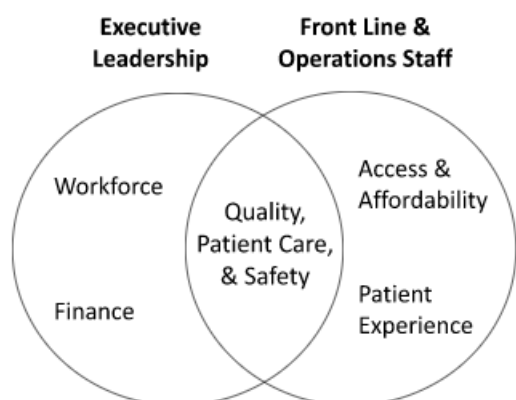 Executive
Leadership
Front Line &
Operations Staff
Workforce
Finance
Quality,
Patient Care,
& Safety
Access &
Affordability
Patient
Experience